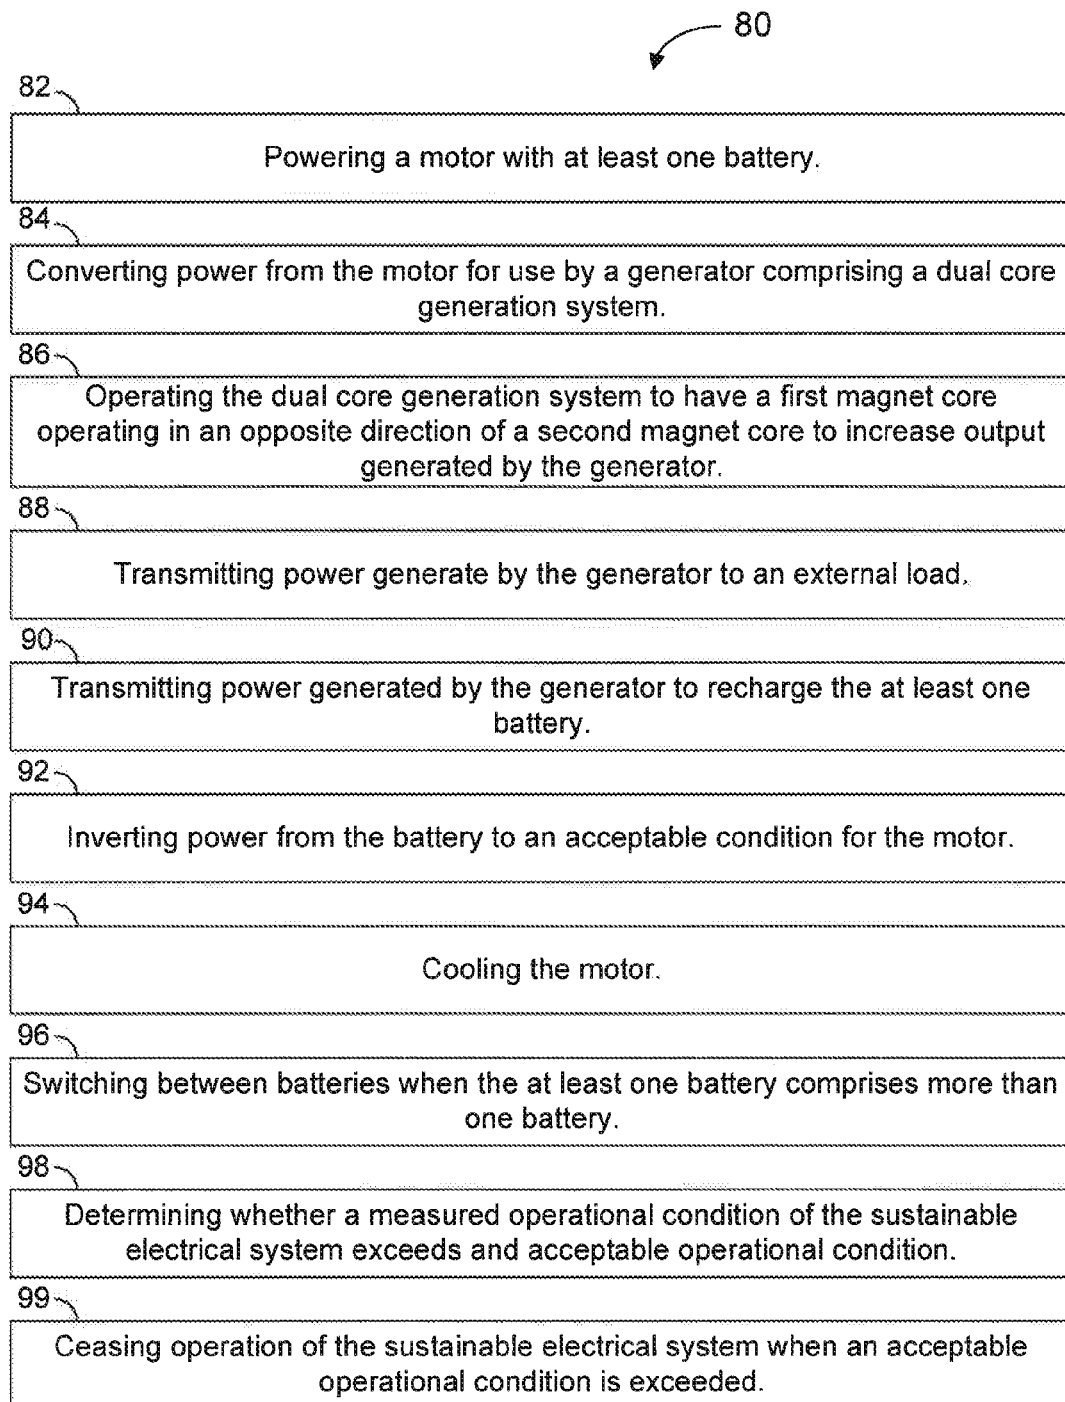 80
82
Powering a motor with at least one battery.
84
Converting power from the motor for use by a generator comprising a dual core
generation system.
86
Operating the dual core generation system to have a first magnet core
operating in an opposite direction of a second magnet core to increase output
generated by the generator.
88
Transmitting power generate by the generator to an external load.
90
Transmitting power generated by the generator to recharge the at least one
battery.
92
Inverting power from the battery to an acceptable condition for the motor.
94
Cooling the motor.
96
Switching between batteries when the at least one battery comprises more than
one battery.
98
Determining whether a measured operational condition of the sustainable
electrical system exceeds and acceptable operational condition.
99
Ceasing operation of the sustainable electrical system when an acceptable
operational condition is exceeded.